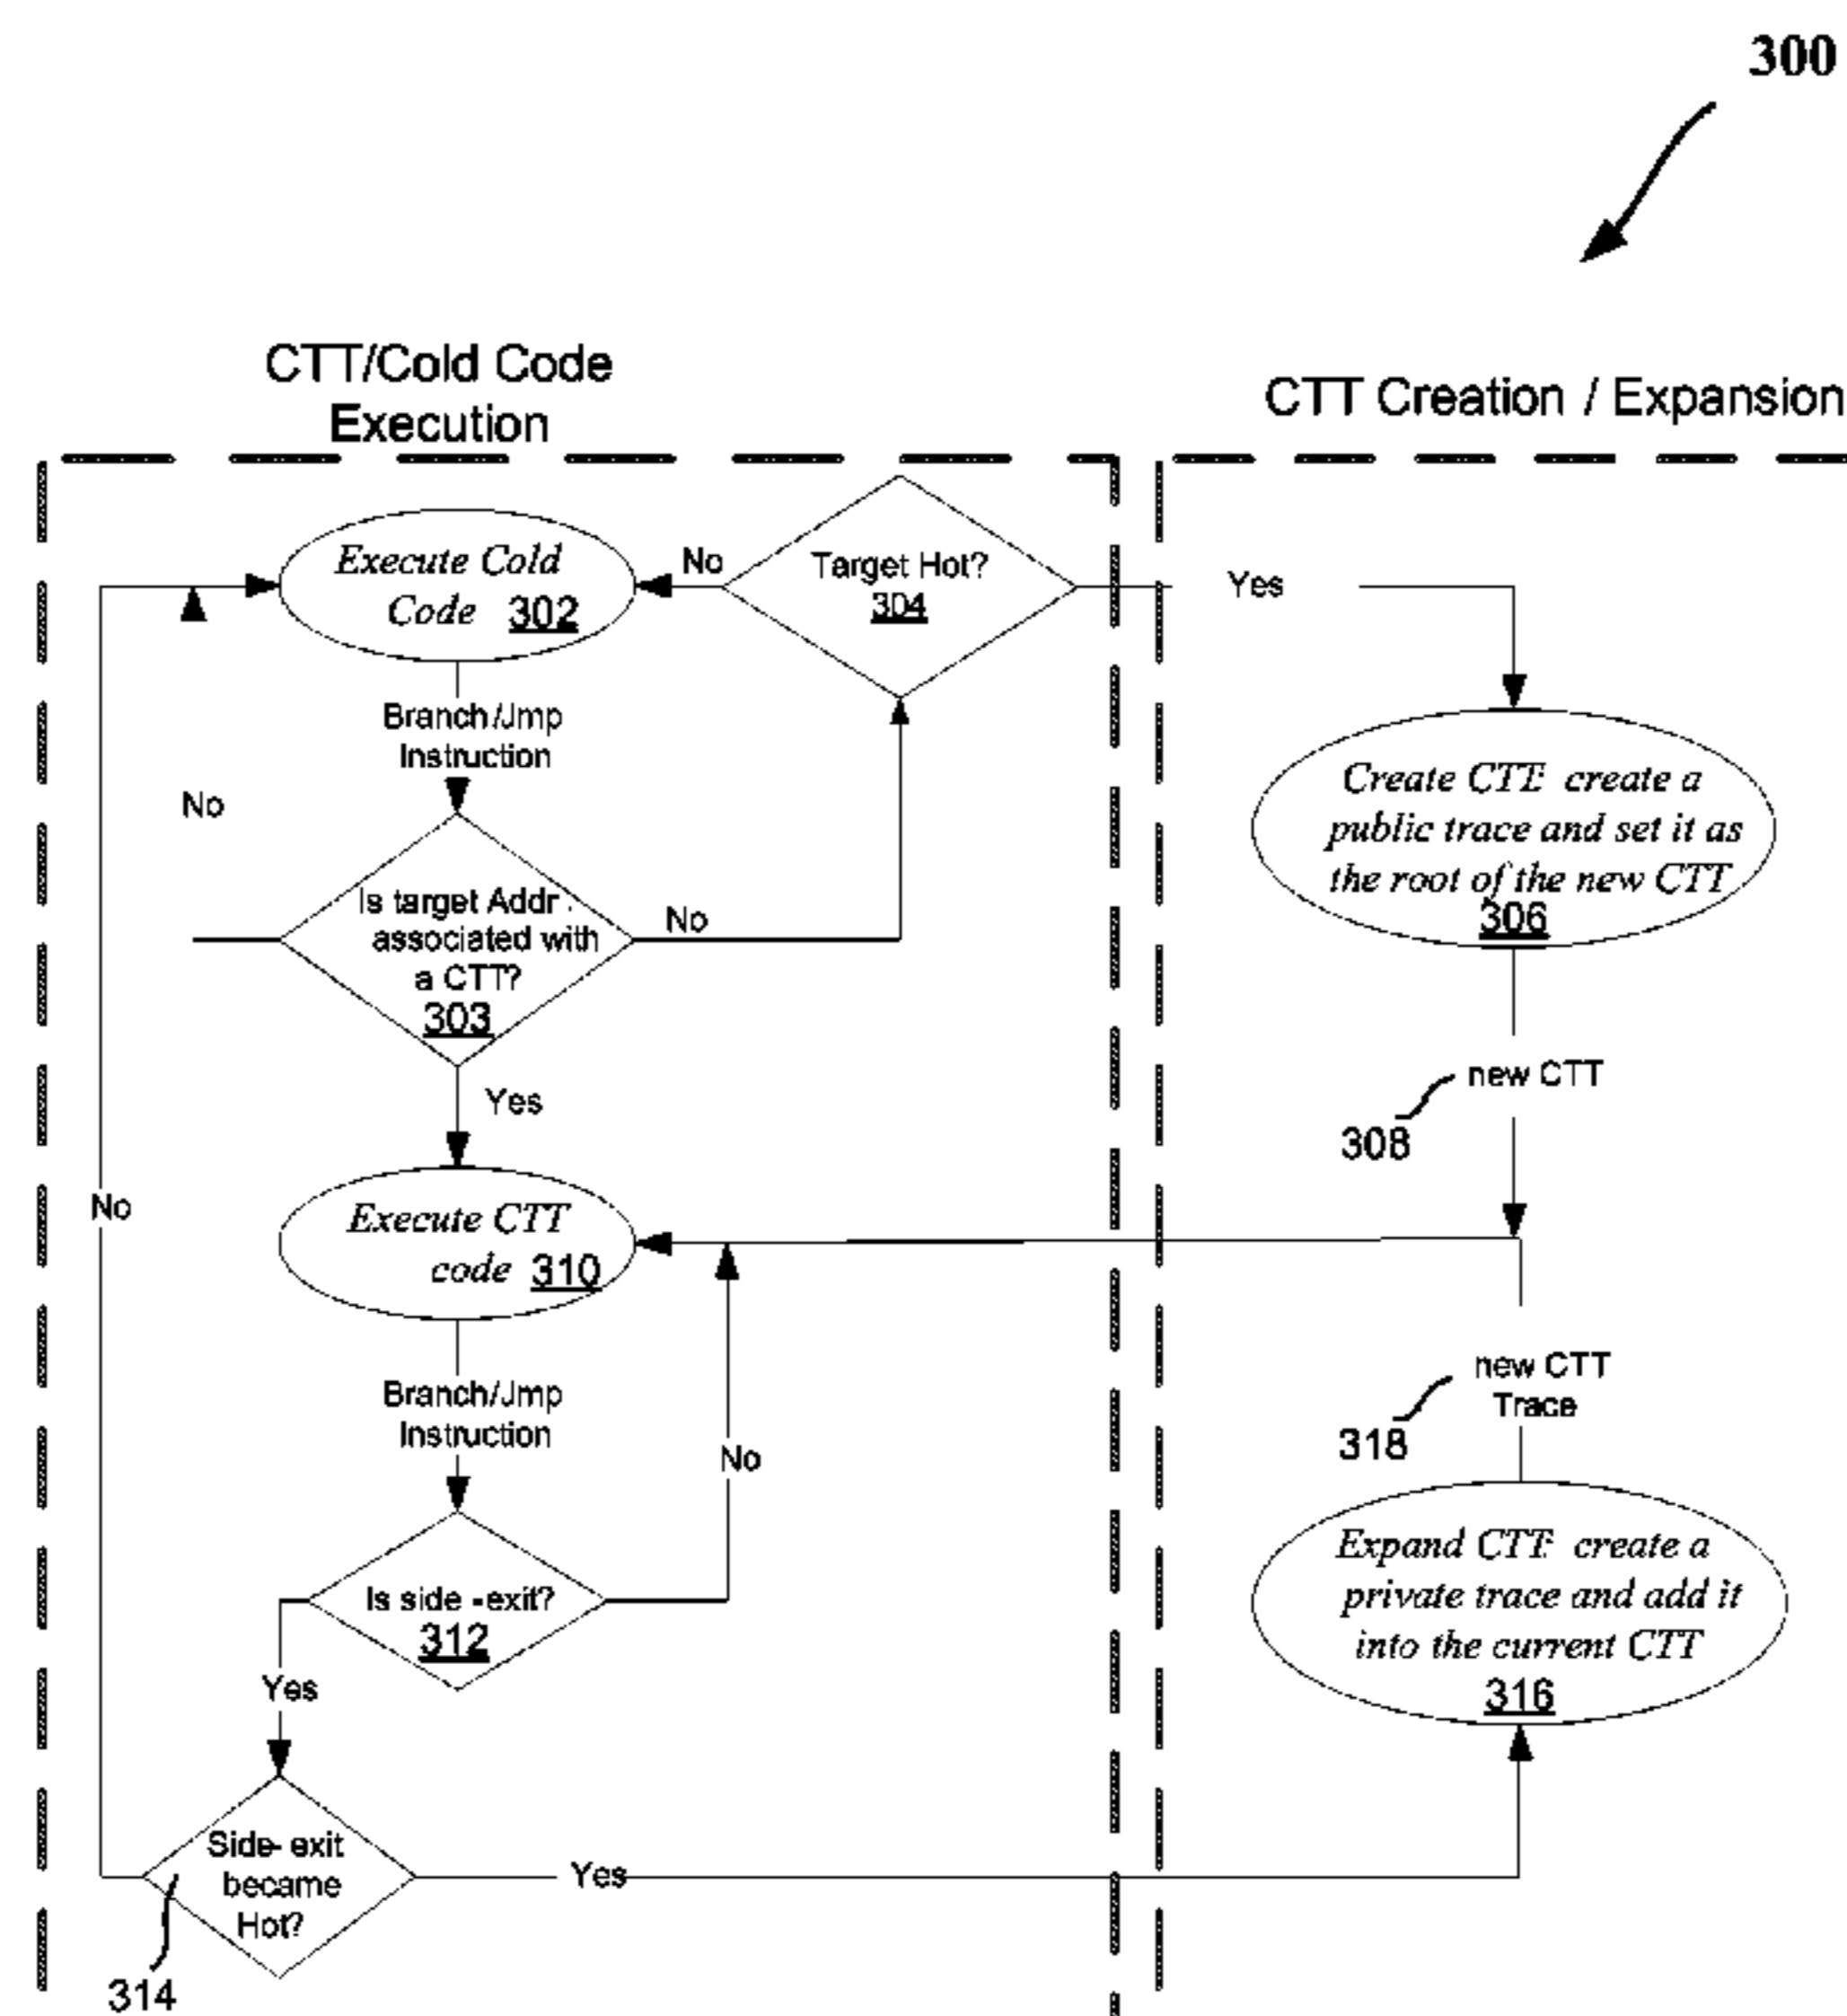 300
CTT/Cold Code
Execution
CTT Creation / Expansion
Execute Cold
Code 302
No
Target Hot?
304
Yes
Branch/Jmp
Instruction
No
Is target Addr.
associated with
a CTT?
303
No
Yes
Create CTT: create a
public trace and set it as
the root of the new CTT
306
new CTT
308
No
Execute CTT
code 310
Branch/Jmp
Instruction
No
new CTT
Trace
318
Is side-exit?
312
Yes
Expand CTT: create a
private trace and add it
into the current CTT
316
Side-exit
became
Hot?
Yes
314